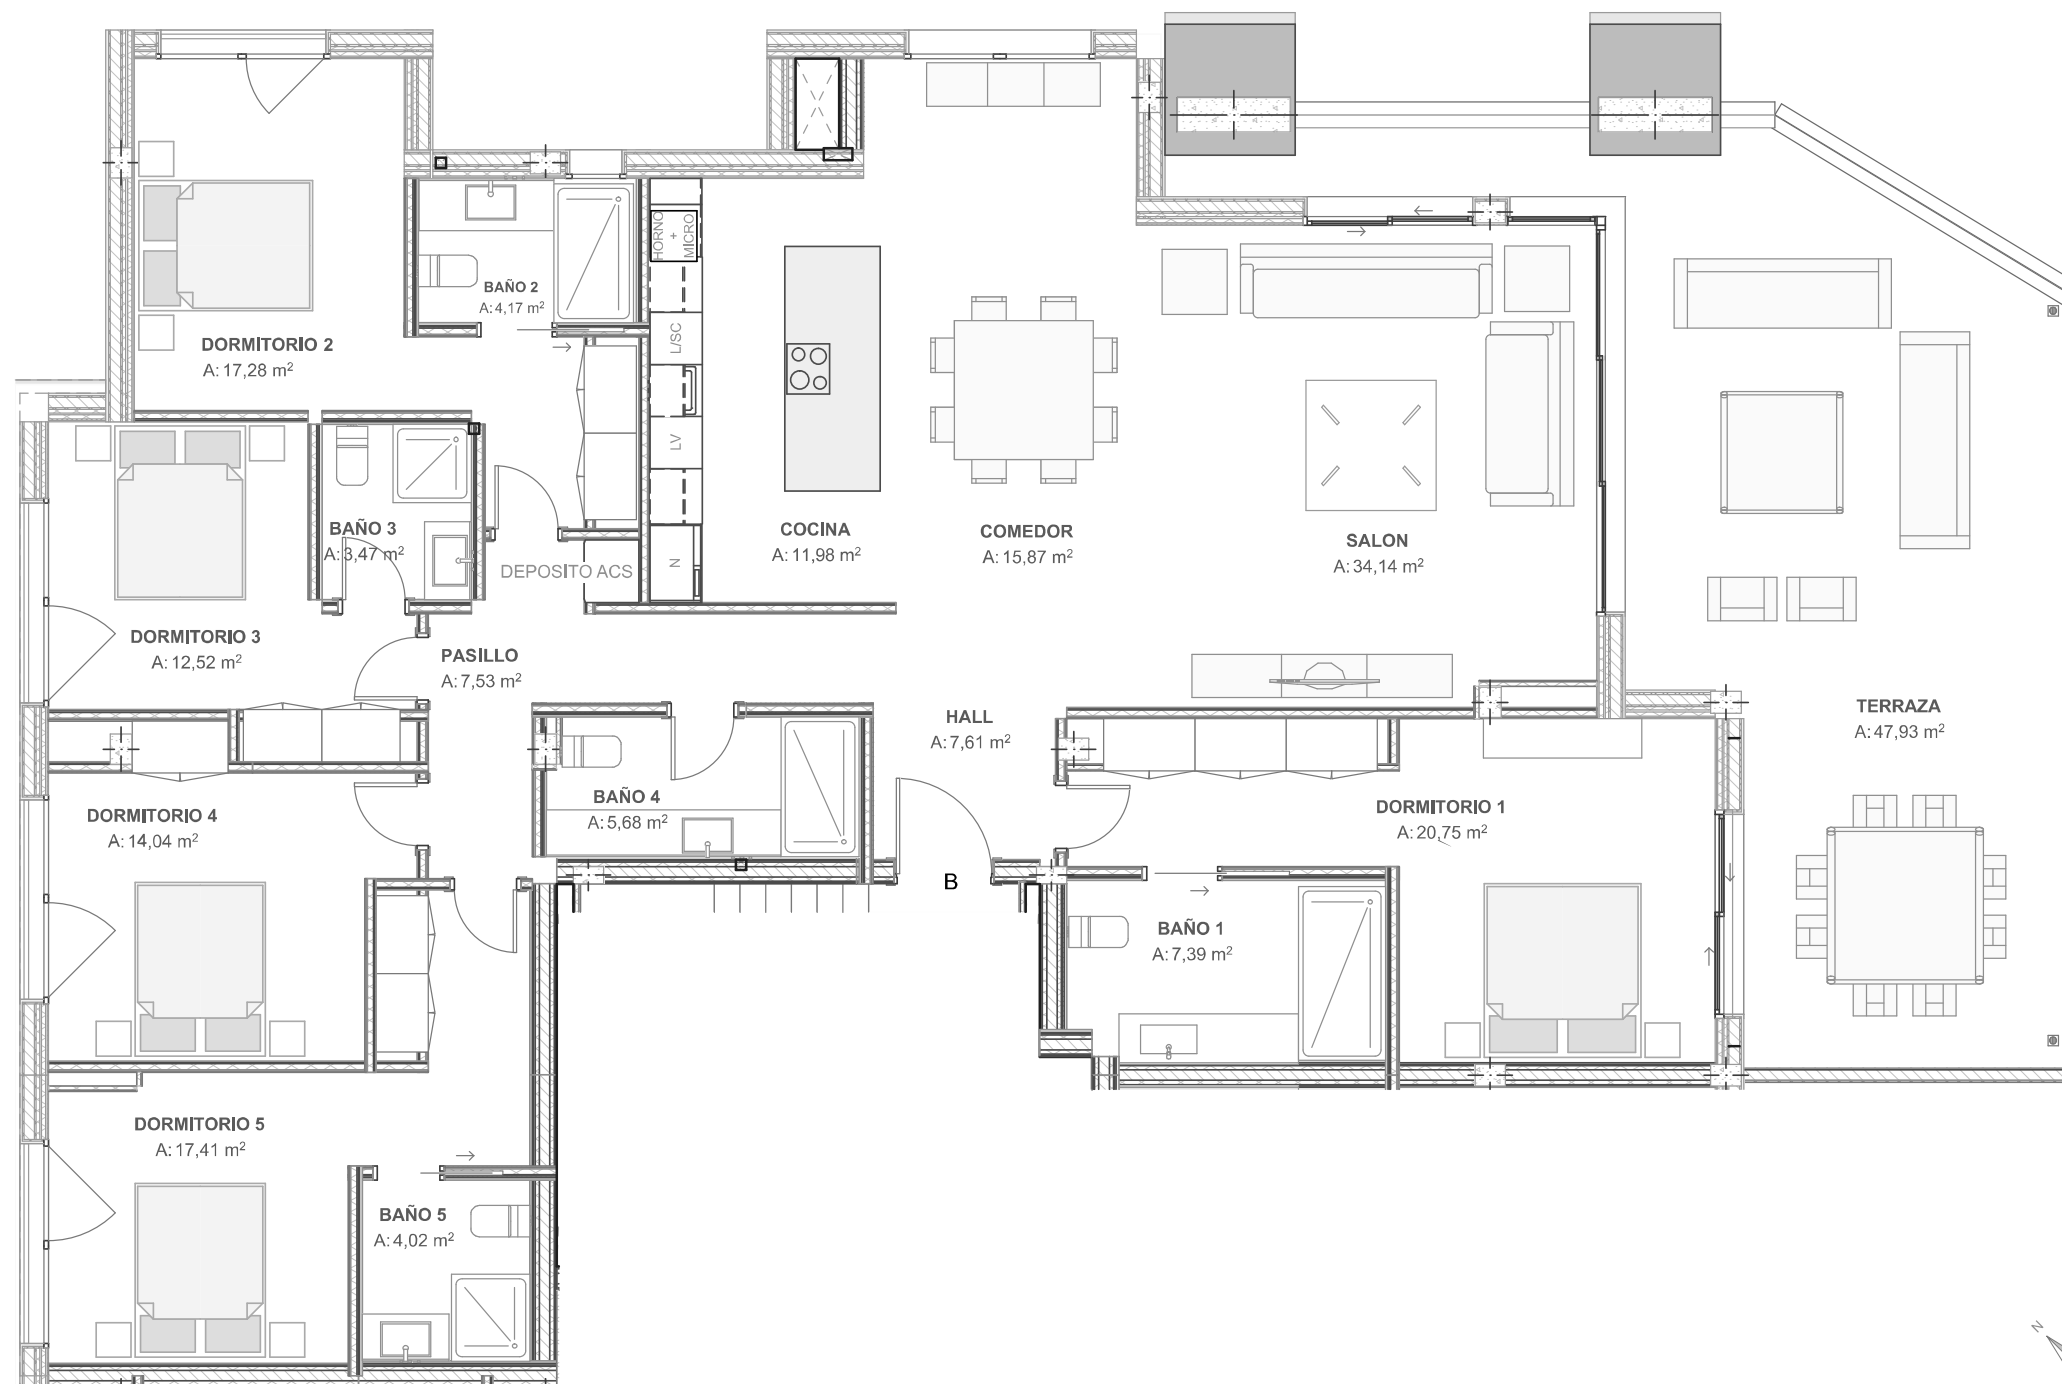 HORNO
+
MICRO
BAÑO 2
A: 4,17 m²
L/SC
DORMITORIO 2
A: 17,28 m²
LV
BAÑO 3
A: 3,47 m²
COCINA
A: 11,98 m²
COMEDOR
A: 15,87 m²
SALON
A: 34,14 m²
N
DEPOSITO ACS
DORMITORIO 3
A: 12,52 m²
PASILLO
A: 7,53 m²
HALL
A: 7,61 m²
TERRAZA
A: 47,93 m²
DORMITORIO 4
A: 14,04 m²
BAÑO 4
A: 5,68 m²
DORMITORIO 1
A: 20,75 m²
B
BAÑO 1
A: 7,39 m²
DORMITORIO 5
A: 17,41 m²
BAÑO 5
A: 4,02 m²
N